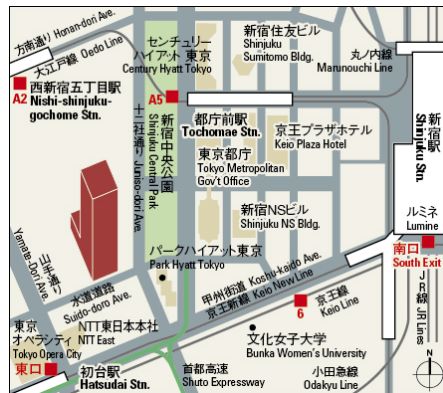 方南通り Honan-dori Ave.
大江戸線 Oedo Line
A2
西新宿五丁目駅
Nishi-shinjuku-
gochome Stn.
センチュリー
ハイアット 東京
Century Hyatt Tokyo
A5
新宿住友ビル
Shinjuku
Sumitomo Bldg.
丸ノ内線
Marunouchi Line
新宿駅
Shinjuku Stn.
十二社通り Juniso-dori Ave.
新宿中央公園
Shinjuku Central Park
都庁前駅
Tochomae Stn.
京王プラザホテル
Keio Plaza Hotel
東京都庁
Tokyo Metropolitan
Gov't Office
新宿NSビル
Shinjuku NS Bldg.
ルミネ
Lumine
南口
South Exit
山手通り
Yamate-Dori Ave.
パークハイアット東京
Park Hyatt Tokyo
甲州街道 Koshu-kaido Ave.
京王新線 Keio New Line
水道道路
Suido-doro Ave.
6
京王線
Keio Line
JR線 JR Lines
東京
オペラシティ
Tokyo Opera City
NTT東日本本社
NTT East
文化女子大学
Bunka Women's University
東口
初台駅
Hatsudai Stn.
首都高速
Shuto Expressway
小田急線
Odakyu Line
N